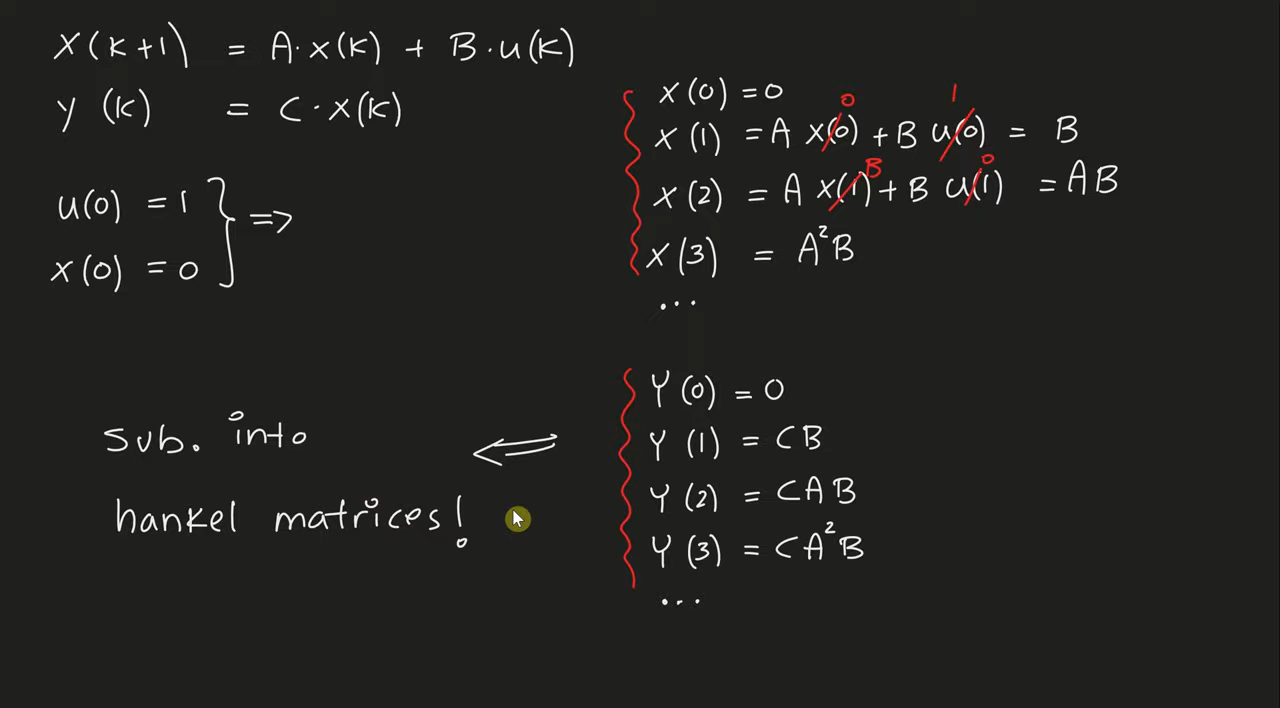 X(k+1) = A·x(k) + B·u(k)
Y(k) = C·X(k)
u(0) = 1
x(0) = 0
} =>
X(0) = 0
0 1
X(1) = A x(0) + B u(0) = B
B 0
X(2) = A X(1) + B U(1) = AB
X(3) = A²B
...
Y(0) = 0
Y(1) = CB
Y(2) = CAB
Y(3) = CA²B
...
<=
sub. into
hankel matrices!